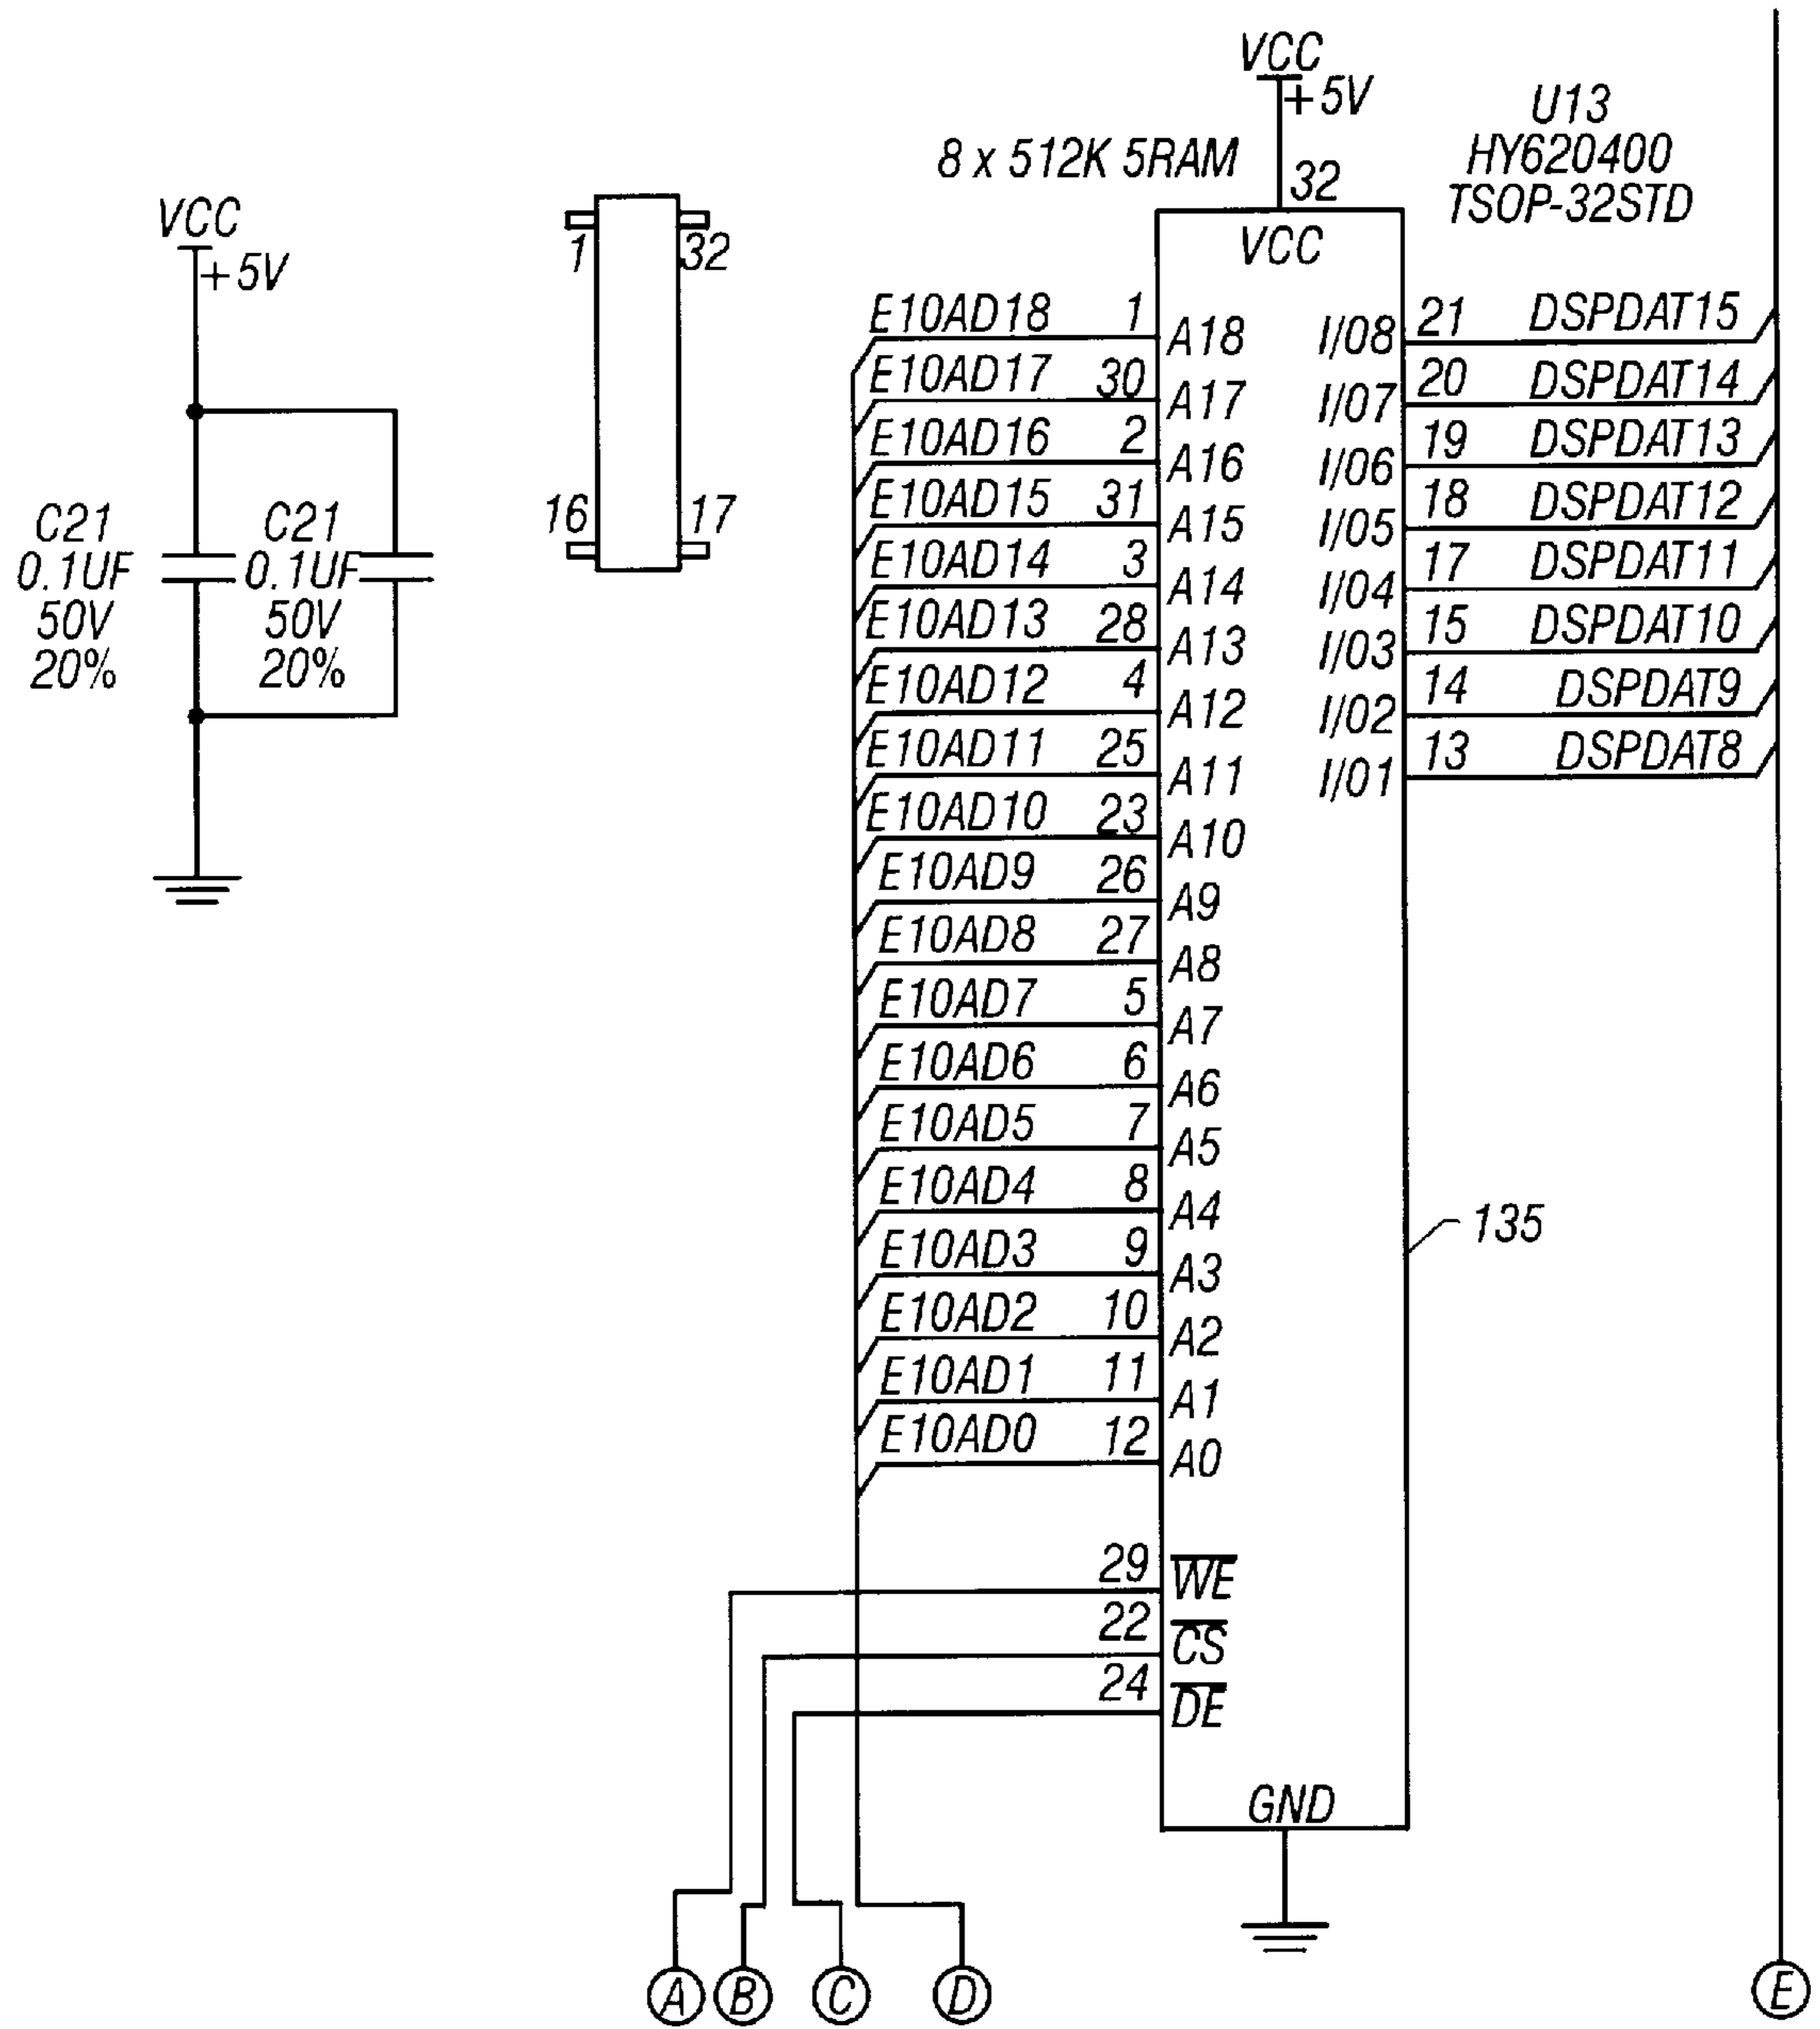 VCC
+5V
C21
0.1UF
50V
20%
C21
0.1UF
50V
20%
1
32
16
17
8 x 512K 5RAM
VCC
+5V
32
U13
HY620400
TSOP-32STD
VCC
E10AD18 1 A18
E10AD17 30 A17
E10AD16 2 A16
E10AD15 31 A15
E10AD14 3 A14
E10AD13 28 A13
E10AD12 4 A12
E10AD11 25 A11
E10AD10 23 A10
E10AD9 26 A9
E10AD8 27 A8
E10AD7 5 A7
E10AD6 6 A6
E10AD5 7 A5
E10AD4 8 A4
E10AD3 9 A3
E10AD2 10 A2
E10AD1 11 A1
E10AD0 12 A0
29 WE
22 CS
24 DE
I/08 21 DSPDAT15
I/07 20 DSPDAT14
I/06 19 DSPDAT13
I/05 18 DSPDAT12
I/04 17 DSPDAT11
I/03 15 DSPDAT10
I/02 14 DSPDAT9
I/01 13 DSPDAT8
135
GND
A
B
C
D
E